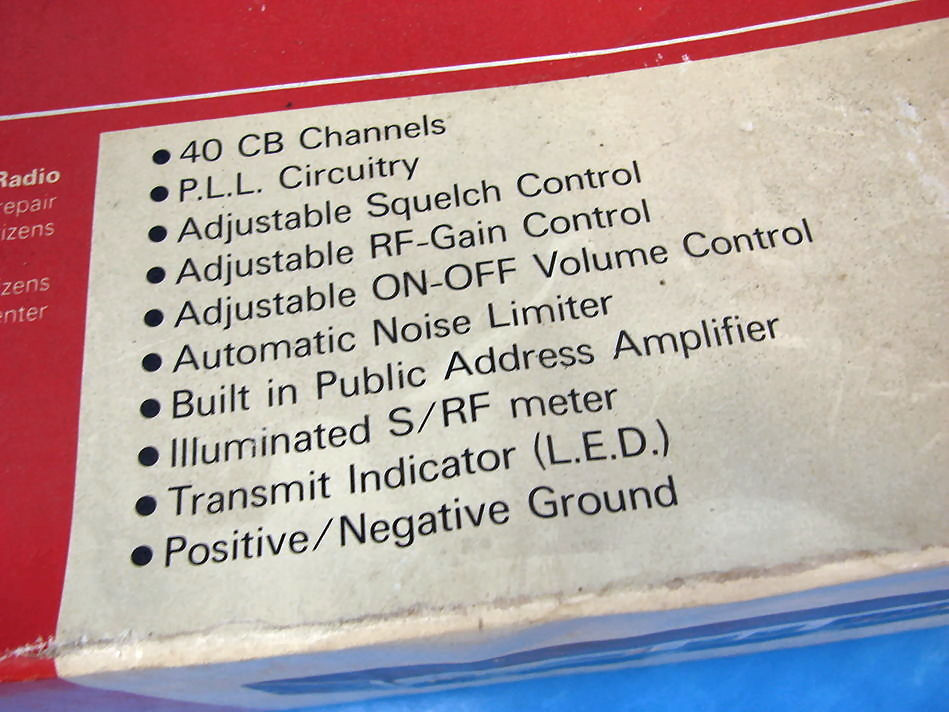 Radio
repair
izens
zens
enter
● 40 CB Channels
● P.L.L. Circuitry
● Adjustable Squelch Control
● Adjustable RF-Gain Control
● Adjustable ON-OFF Volume Control
● Automatic Noise Limiter
● Built in Public Address Amplifier
● Illuminated S/RF meter
● Transmit Indicator (L.E.D.)
● Positive/Negative Ground